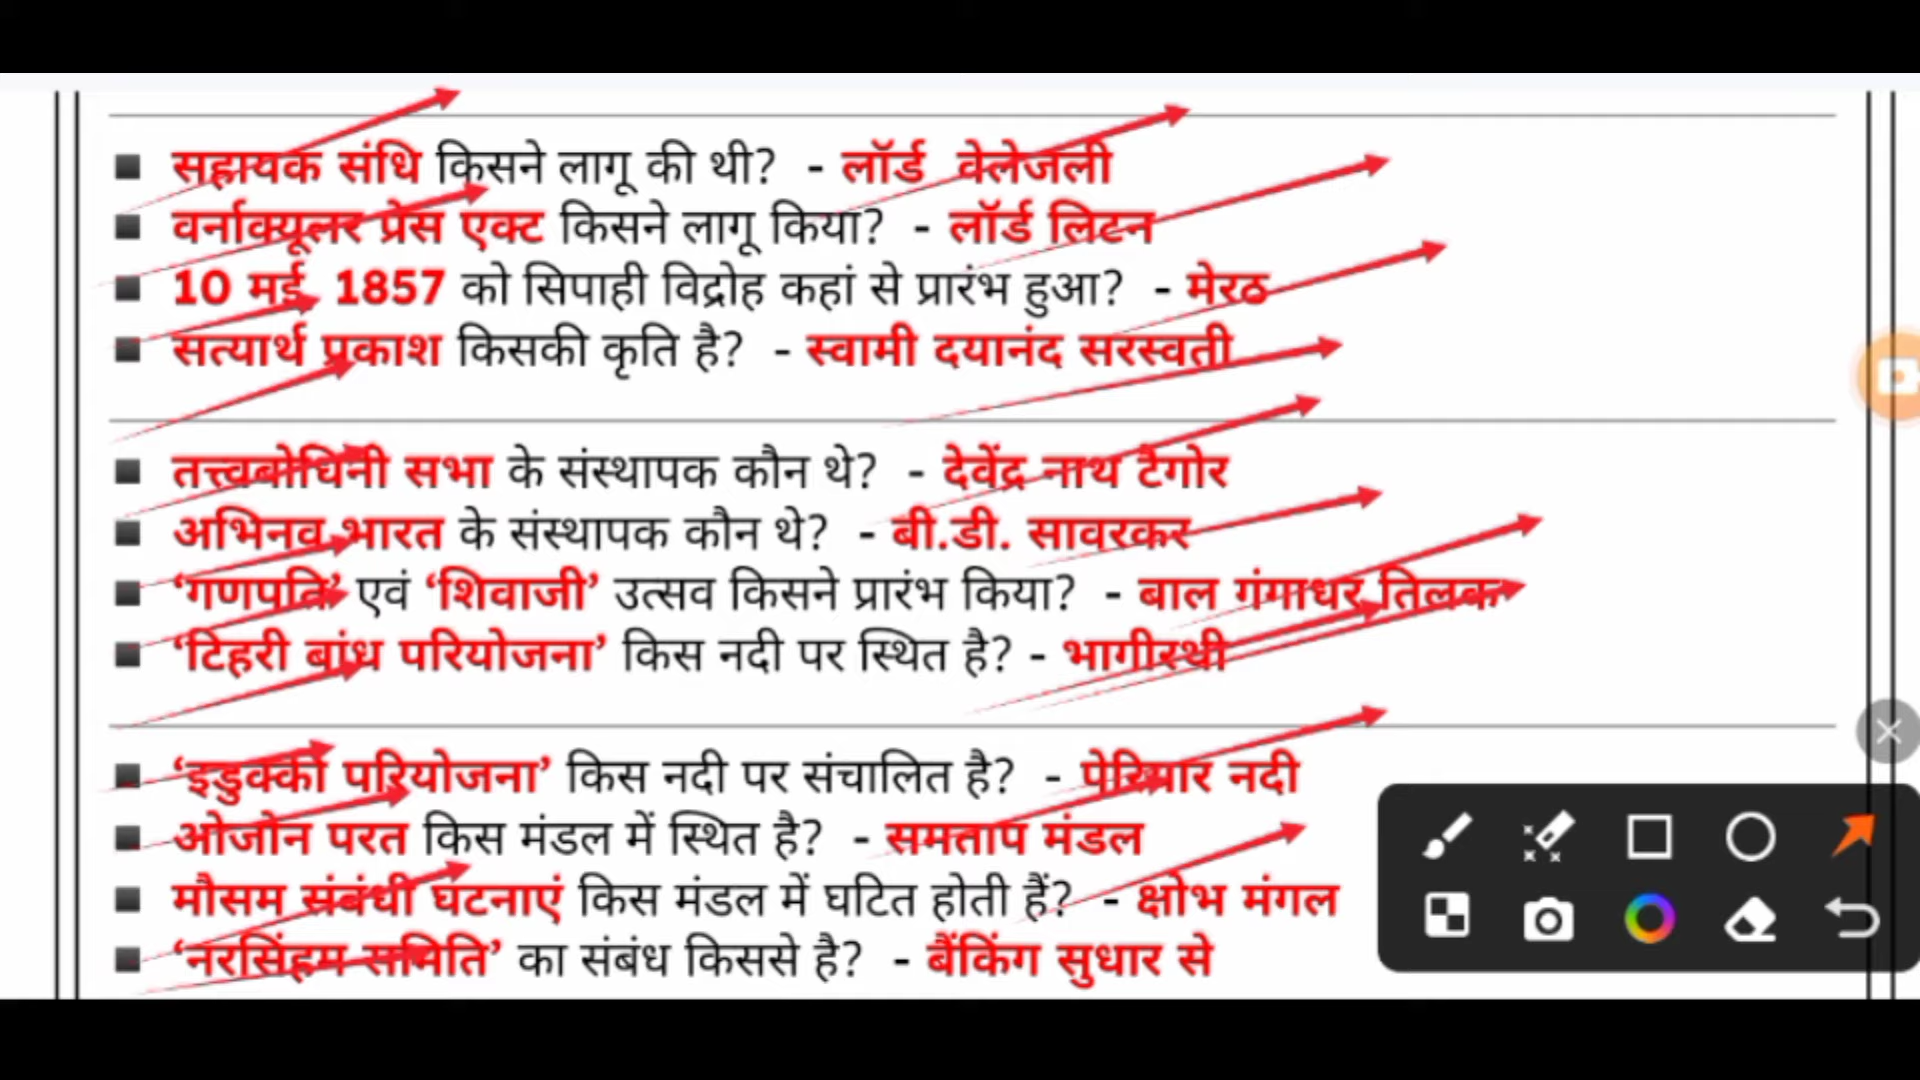 सहायक संधि किसने लागू की थी? - लॉर्ड वेलेजली
वर्नाक्यूलर प्रेस एक्ट किसने लागू किया? - लॉर्ड लिटन
10 मई, 1857 को सिपाही विद्रोह कहां से प्रारंभ हुआ? - मेरठ
सत्यार्थ प्रकाश किसकी कृति है? - स्वामी दयानंद सरस्वती
तत्त्वबोधिनी सभा के संस्थापक कौन थे? - देवेंद्र नाथ टैगोर
अभिनव भारत के संस्थापक कौन थे? - बी.डी. सावरकर
‘गणपति’ एवं ‘शिवाजी’ उत्सव किसने प्रारंभ किया? - बाल गंगाधर तिलक
‘टिहरी बांध परियोजना’ किस नदी पर स्थित है? - भागीरथी
‘इडुक्की परियोजना’ किस नदी पर संचालित है? - पेरियार नदी
ओजोन परत किस मंडल में स्थित है? - समताप मंडल
मौसम संबंधी घटनाएं किस मंडल में घटित होती हैं? - क्षोभ मंगल
‘नरसिंहम समिति’ का संबंध किससे है? - बैंकिंग सुधार से